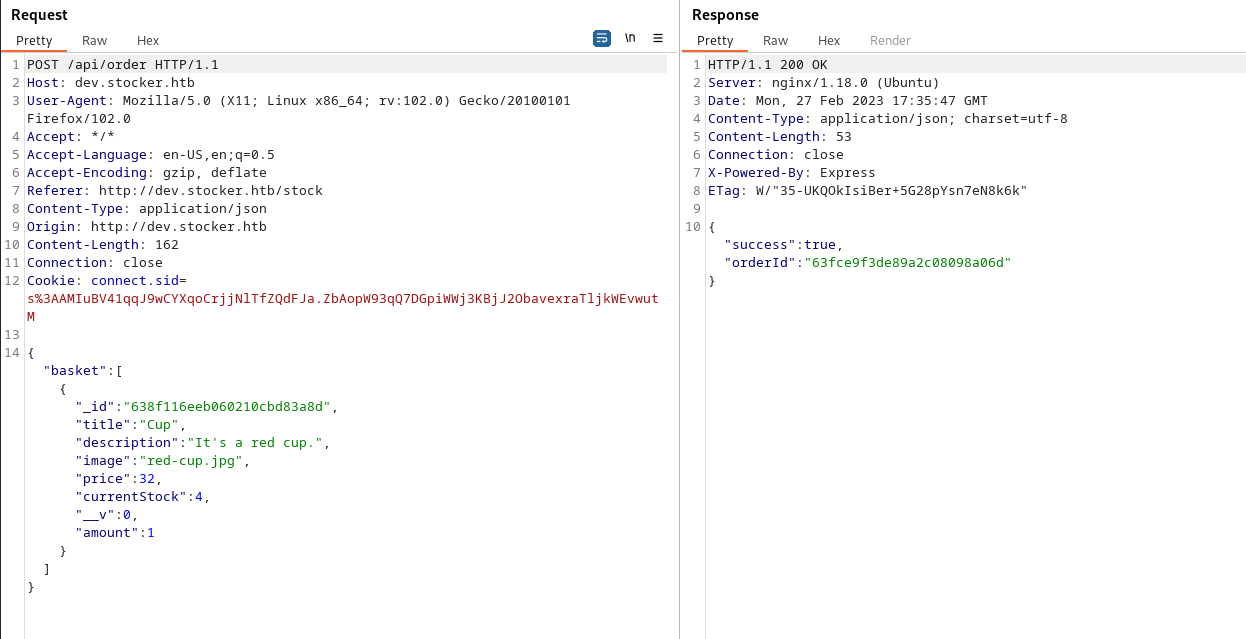 Request
Pretty Raw Hex \n
1 POST /api/order HTTP/1.1
2 Host: dev.stocker.htb
3 User-Agent: Mozilla/5.0 (X11; Linux x86_64; rv:102.0) Gecko/20100101
Firefox/102.0
4 Accept: */*
5 Accept-Language: en-US,en;q=0.5
6 Accept-Encoding: gzip, deflate
7 Referer: http://dev.stocker.htb/stock
8 Content-Type: application/json
9 Origin: http://dev.stocker.htb
10 Content-Length: 162
11 Connection: close
12 Cookie: connect.sid=
s%3AAMIuBV41qqJ9wCYXqoCrjjNlTfZQdFJa.ZbAopW93qQ7DGpiWWj3KBjJ2ObavexraTljkWEvwut
M
13
14 {
"basket":[
{
"_id":"638f116eeb060210cbd83a8d",
"title":"Cup",
"description":"It's a red cup.",
"image":"red-cup.jpg",
"price":32,
"currentStock":4,
"__v":0,
"amount":1
}
]
}
Response
Pretty Raw Hex Render
1 HTTP/1.1 200 OK
2 Server: nginx/1.18.0 (Ubuntu)
3 Date: Mon, 27 Feb 2023 17:35:47 GMT
4 Content-Type: application/json; charset=utf-8
5 Content-Length: 53
6 Connection: close
7 X-Powered-By: Express
8 ETag: W/"35-UKQOkIsiBer+5G28pYsn7eN8k6k"
9
10 {
"success":true,
"orderId":"63fce9f3de89a2c08098a06d"
}